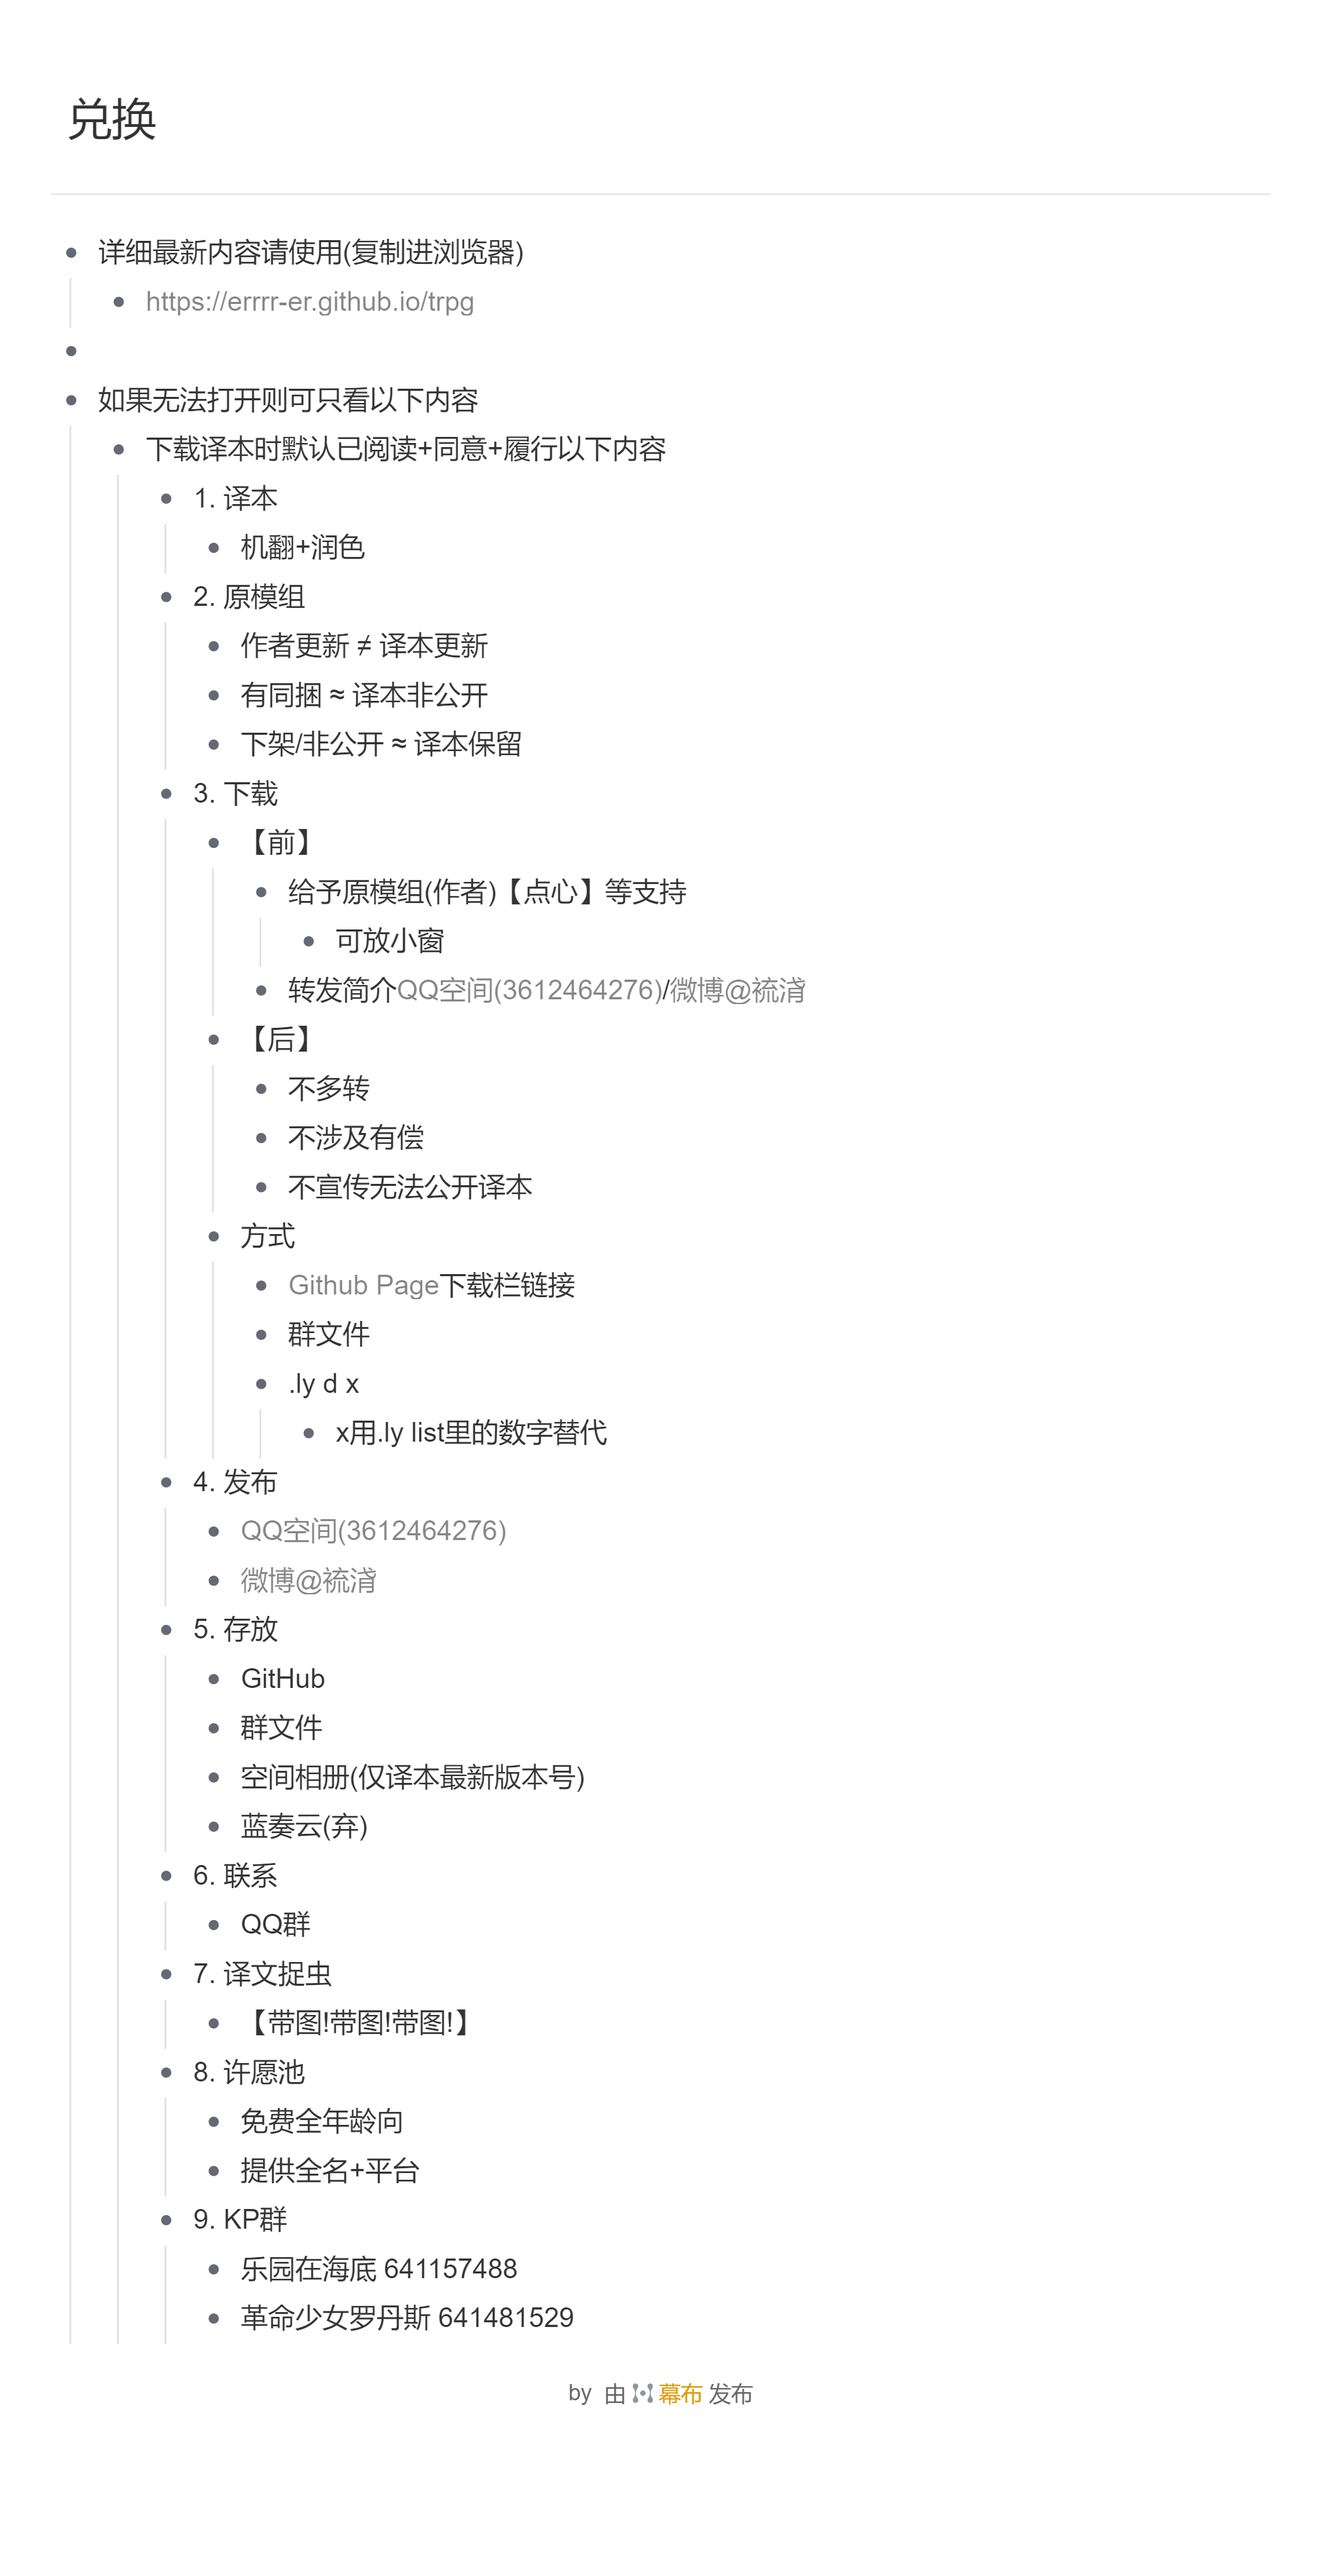 兑换
详细最新内容请使用(复制进浏览器)
https://errrr-er.github.io/trpg
如果无法打开则可只看以下内容
下载译本时默认已阅读+同意+履行以下内容
1. 译本
机翻+润色
2. 原模组
作者更新 ≠ 译本更新
有同捆 ≈ 译本非公开
下架/非公开 ≈ 译本保留
3. 下载
【前】
给予原模组(作者)【点心】等支持
可放小窗
转发简介QQ空间(3612464276)/微博@裗渻
【后】
不多转
不涉及有偿
不宣传无法公开译本
方式
Github Page下载栏链接
群文件
.ly d x
x用.ly list里的数字替代
4. 发布
QQ空间(3612464276)
微博@裗渻
5. 存放
GitHub
群文件
空间相册(仅译本最新版本号)
蓝奏云(弃)
6. 联系
QQ群
7. 译文捉虫
【带图!带图!带图!】
8. 许愿池
免费全年龄向
提供全名+平台
9. KP群
乐园在海底 641157488
革命少女罗丹斯 641481529
by 由 幕布 发布